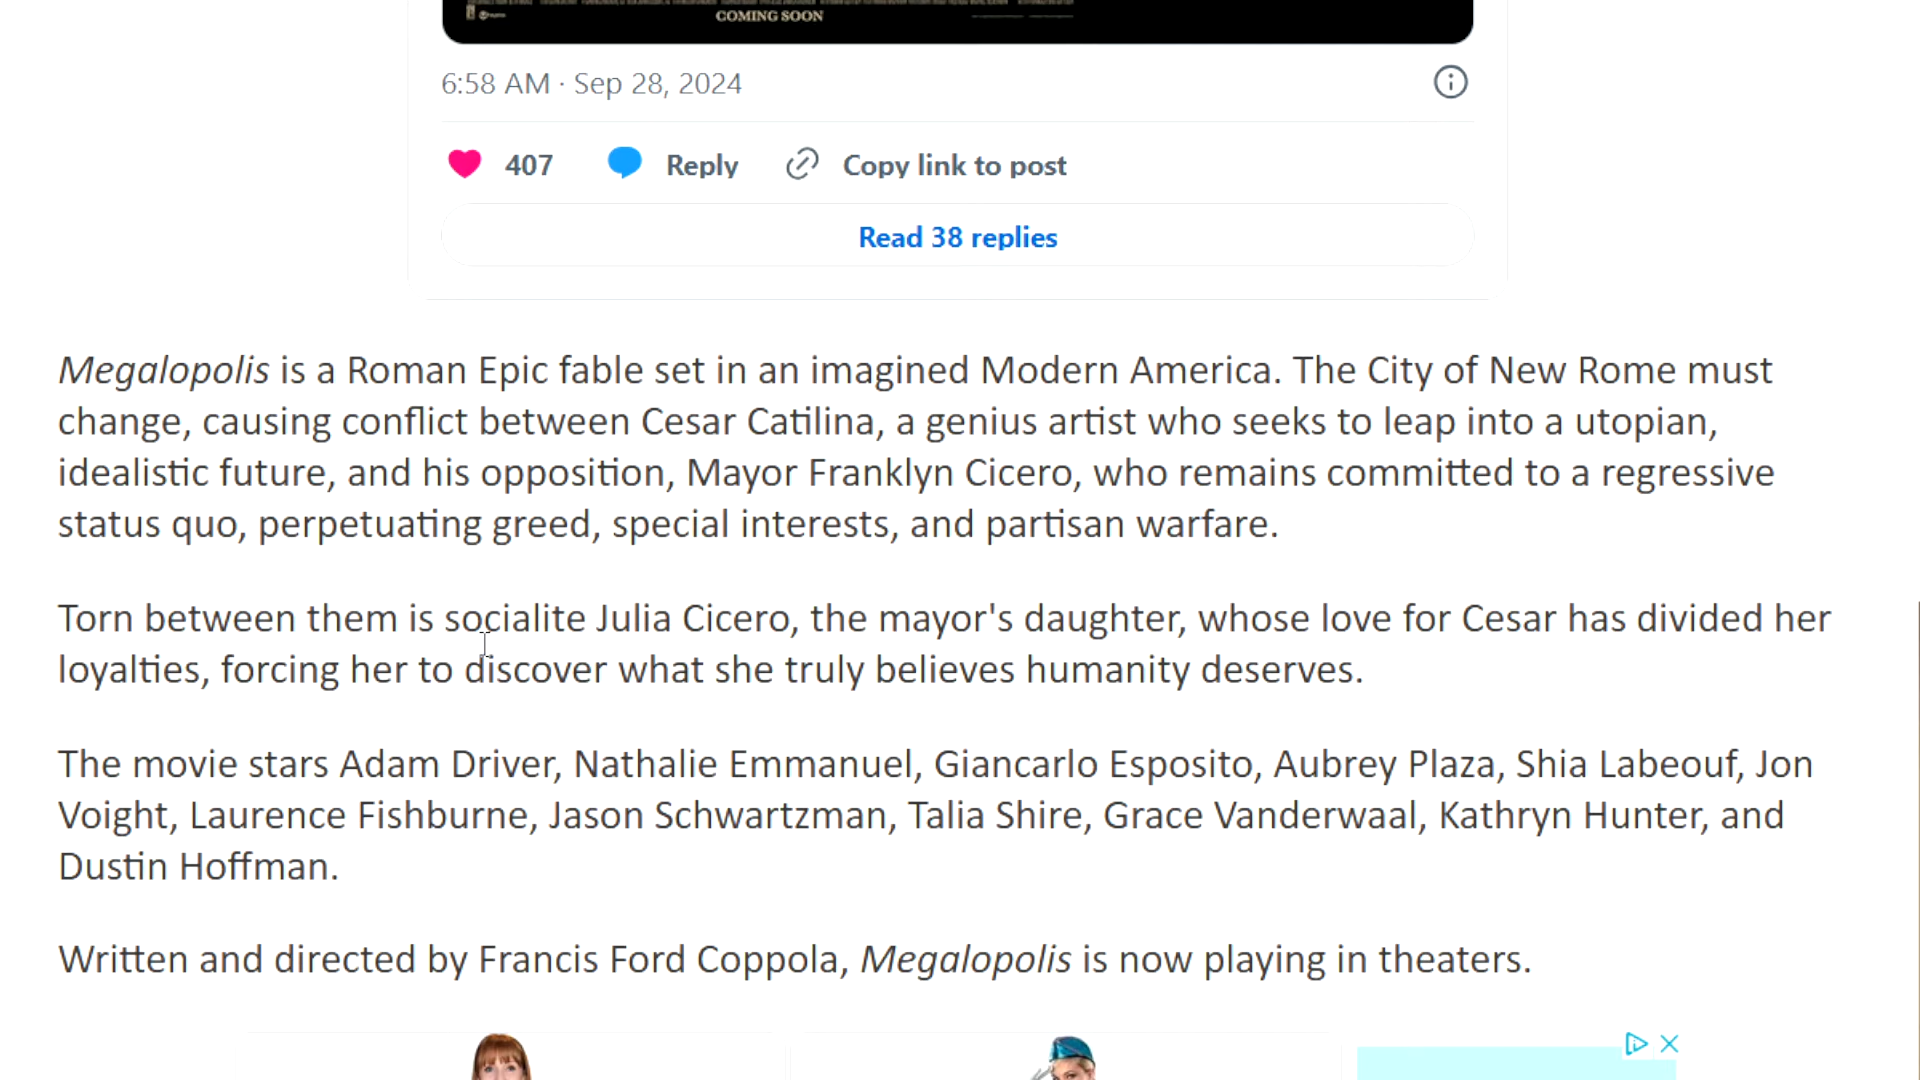 COMING SOON
6:58 AM · Sep 28, 2024
407 Reply Copy link to post
Read 38 replies
Megalopolis is a Roman Epic fable set in an imagined Modern America. The City of New Rome must
change, causing conflict between Cesar Catilina, a genius artist who seeks to leap into a utopian,
idealistic future, and his opposition, Mayor Franklyn Cicero, who remains committed to a regressive
status quo, perpetuating greed, special interests, and partisan warfare.
Torn between them is socialite Julia Cicero, the mayor's daughter, whose love for Cesar has divided her
loyalties, forcing her to discover what she truly believes humanity deserves.
The movie stars Adam Driver, Nathalie Emmanuel, Giancarlo Esposito, Aubrey Plaza, Shia Labeouf, Jon
Voight, Laurence Fishburne, Jason Schwartzman, Talia Shire, Grace Vanderwaal, Kathryn Hunter, and
Dustin Hoffman.
Written and directed by Francis Ford Coppola, Megalopolis is now playing in theaters.